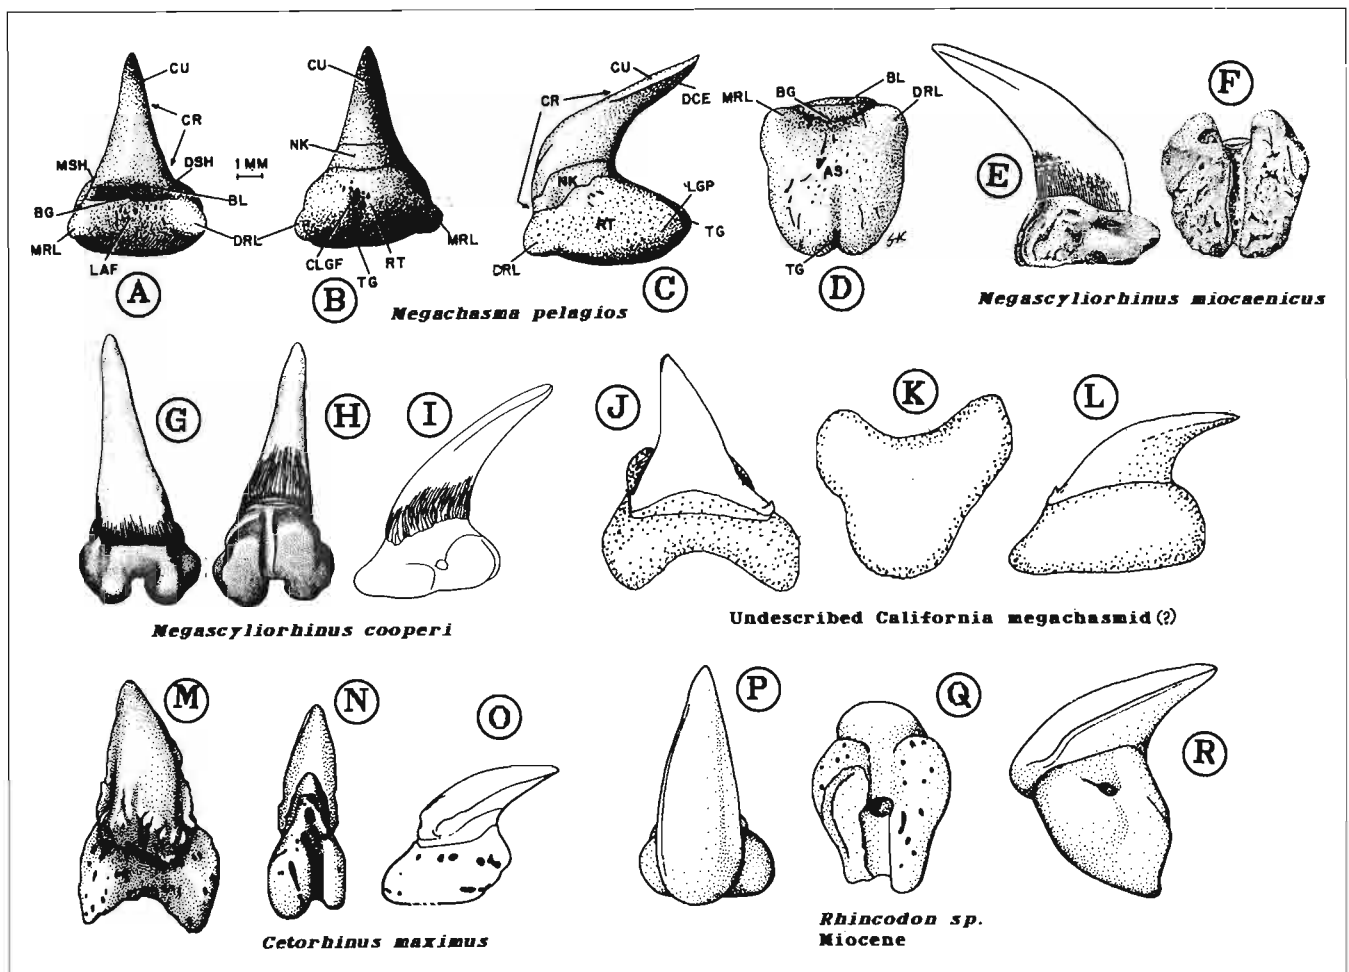 CU
CR
MSH
DSH
1 MM
BG
BL
MRL
DRL
LAF
A
CU
NK
MRL
CLGF
RT
TG
B
CU
CR
DCE
NK
LGP
RT
TG
DRL
C
Megachasma pelagios
BL
BG
MRL
DRL
AS
TG
D
E
F
Megascyliorhinus miocaenicus
G
H
I
Megascyliorhinus cooperi
J
K
L
Undescribed California megachasmid (?)
M
N
O
Cetorhinus maximus
P
Q
R
Rhincodon sp.
Miocene